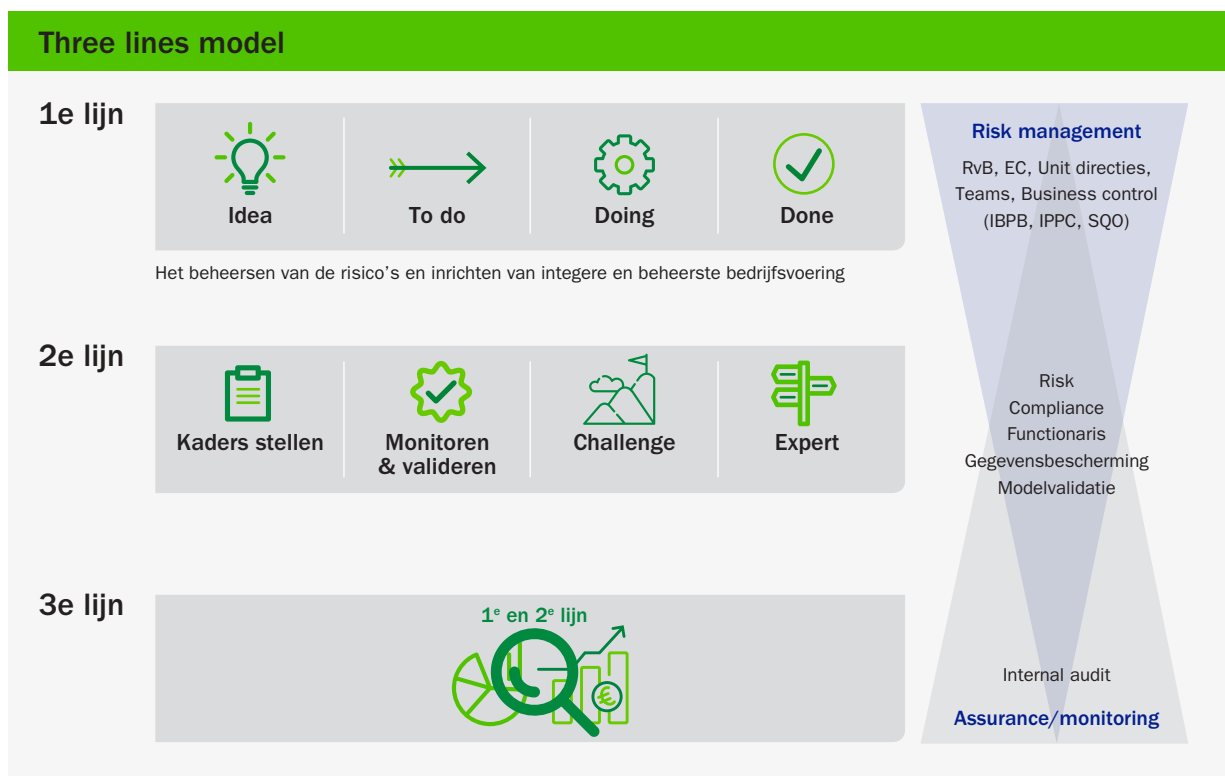 Three lines model
1e lijn
Idea
To do
Doing
Done
Het beheersen van de risico's en inrichten van integere en beheerste bedrijfsvoering
Risk management
RvB, EC, Unit directies,
Teams, Business control
(IBPB, IPPC, SQO)
2e lijn
Kaders stellen
Monitoren
& valideren
Challenge
Expert
Risk
Compliance
Functionaris
Gegevensbescherming
Modelvalidatie
3e lijn
1e en 2e lijn
€
Internal audit
Assurance/monitoring